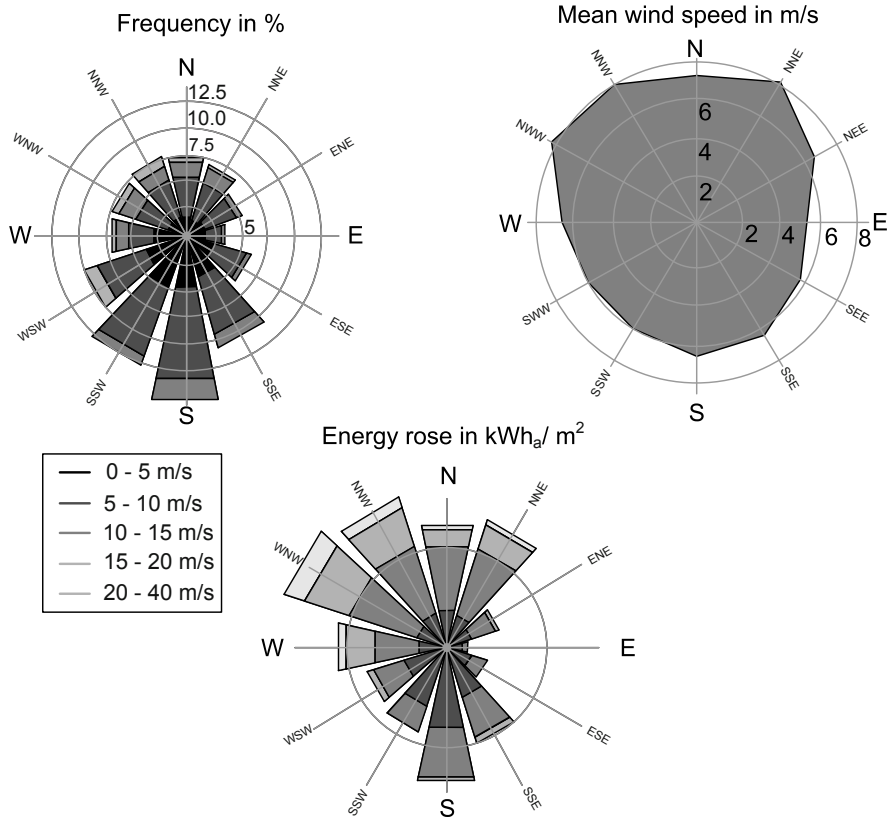 Frequency in %
N
NNW
NNE
12.5
10.0
7.5
WNW
ENE
W
5
E
WSW
ESE
SSW
SSE
S
Mean wind speed in m/s
N
NNW
NNE
6
NWW
NEE
4
2
W
2
4
6
8
E
SWW
SEE
SSW
SSE
S
Energy rose in kWhₐ/ m²
N
NNW
NNE
WNW
ENE
W
E
WSW
ESE
SSW
SSE
S
0 - 5 m/s
5 - 10 m/s
10 - 15 m/s
15 - 20 m/s
20 - 40 m/s